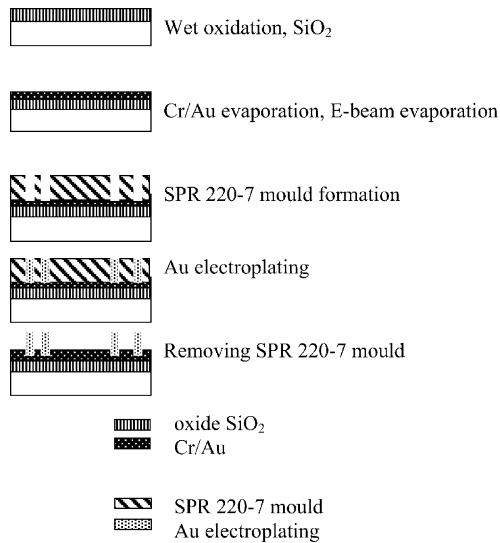 Wet oxidation, SiO₂
Cr/Au evaporation, E-beam evaporation
SPR 220-7 mould formation
Au electroplating
Removing SPR 220-7 mould
oxide SiO₂
Cr/Au
SPR 220-7 mould
Au electroplating